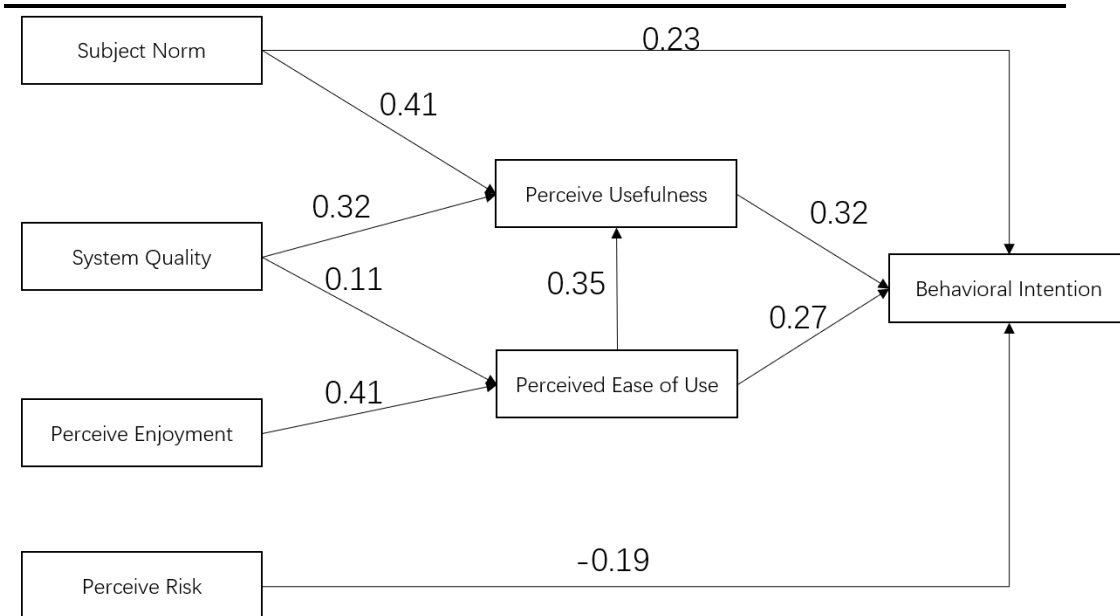 Subject Norm
0.23
0.41
Perceive Usefulness
0.32
0.32
System Quality
0.11
0.35
Behavioral Intention
0.27
Perceived Ease of Use
0.41
Perceive Enjoyment
-0.19
Perceive Risk